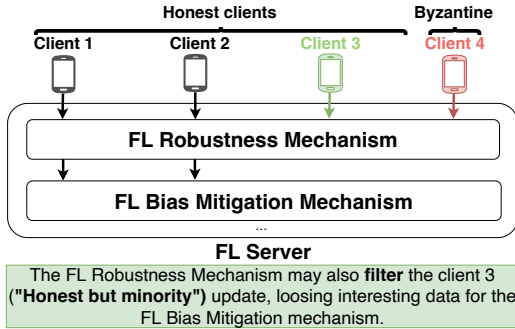 Honest clients Byzantine
Client 1 Client 2 Client 3 Client 4
FL Robustness Mechanism
FL Bias Mitigation Mechanism
...
FL Server
The FL Robustness Mechanism may also filter the client 3
("Honest but minority") update, loosing interesting data for the
FL Bias Mitigation mechanism.